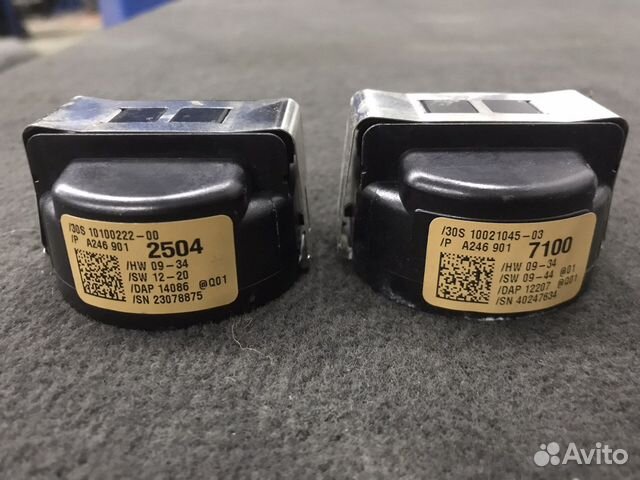 /30S 10100222-00
/P A246 901 2504
/HW 09-34
/SW 12-20
/DAP 14086 @Q01
/SN 23078875
/30S 10021045-03
/P A246 901 7100
/HW 09-34
/SW 09-44 @01
/DAP 12207 @Q01
/SN 40247634
Avito